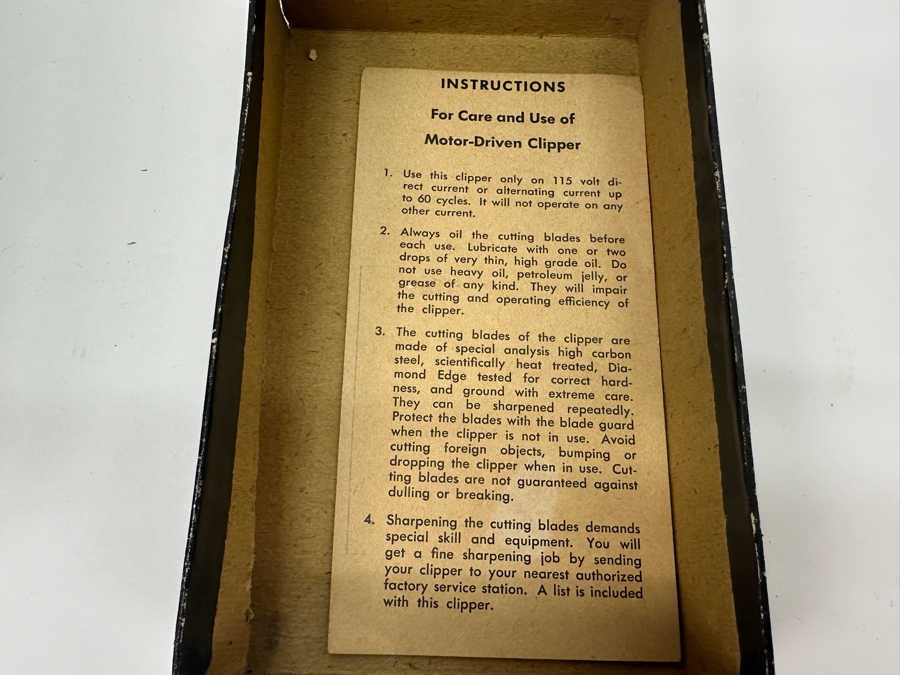 INSTRUCTIONS
For Care and Use of
Motor-Driven Clipper
1. Use this clipper only on 115 volt di-
rect current or alternating current up
to 60 cycles. It will not operate on any
other current.
2. Always oil the cutting blades before
each use. Lubricate with one or two
drops of very thin, high grade oil. Do
not use heavy oil, petroleum jelly, or
grease of any kind. They will impair
the cutting and operating efficiency of
the clipper.
3. The cutting blades of the clipper are
made of special analysis high carbon
steel, scientifically heat treated, Dia-
mond Edge tested for correct hard-
ness, and ground with extreme care.
They can be sharpened repeatedly.
Protect the blades with the blade guard
when the clipper is not in use. Avoid
cutting foreign objects, bumping or
dropping the clipper when in use. Cut-
ting blades are not guaranteed against
dulling or breaking.
4. Sharpening the cutting blades demands
special skill and equipment. You will
get a fine sharpening job by sending
your clipper to your nearest authorized
factory service station. A list is included
with this clipper.